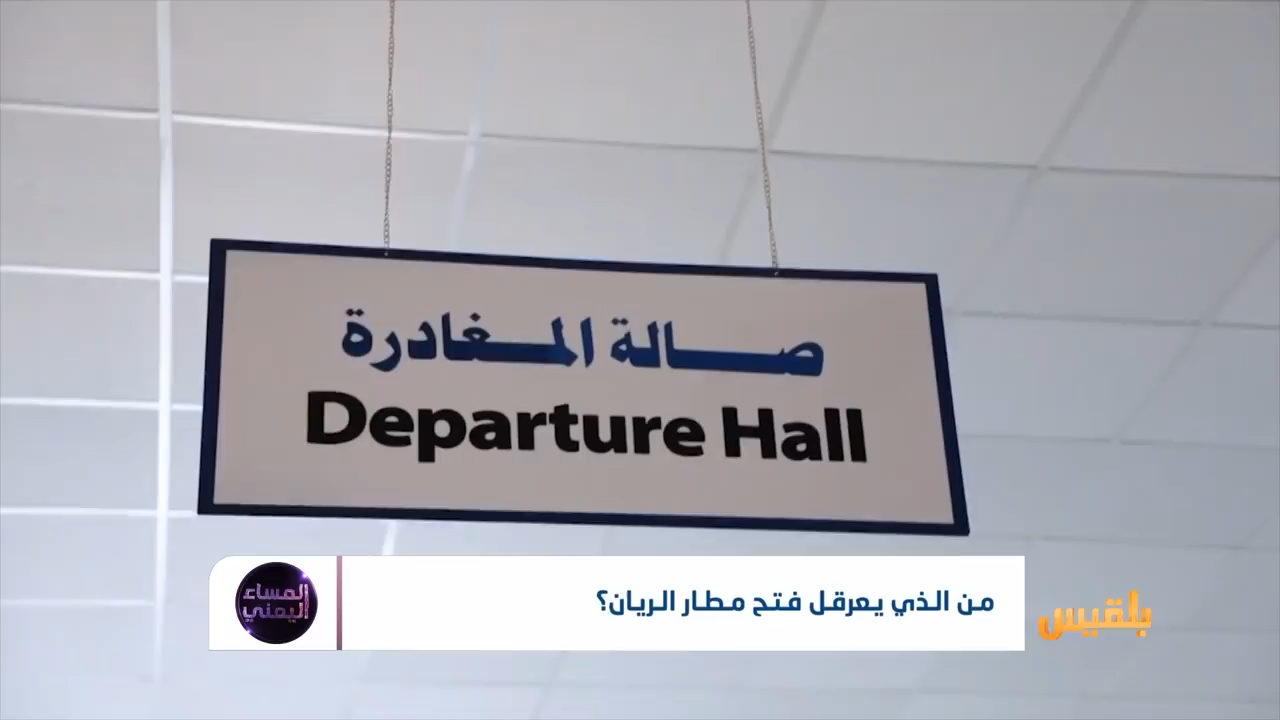 صالة المغادرة
Departure Hall
من الذي يعرقل فتح مطار الريان؟
المساء
اليمني
بلقيس